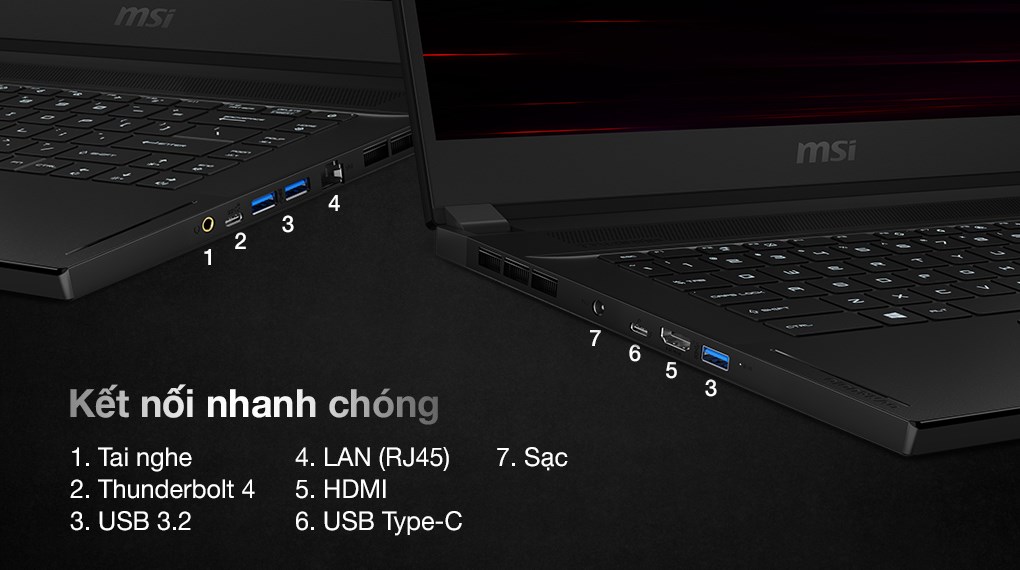 msi
msi
1
2
3
4
7
6
5
3
Kết nối nhanh chóng
1. Tai nghe
2. Thunderbolt 4
3. USB 3.2
4. LAN (RJ45)
5. HDMI
6. USB Type-C
7. Sạc